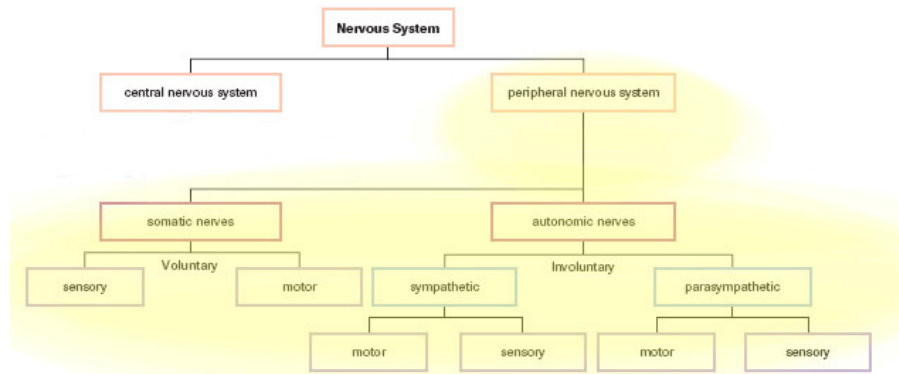 Nervous System
central nervous system
peripheral nervous system
somatic nerves
autonomic nerves
Voluntary
Involuntary
sensory
motor
sympathetic
parasympathetic
motor
sensory
motor
sensory